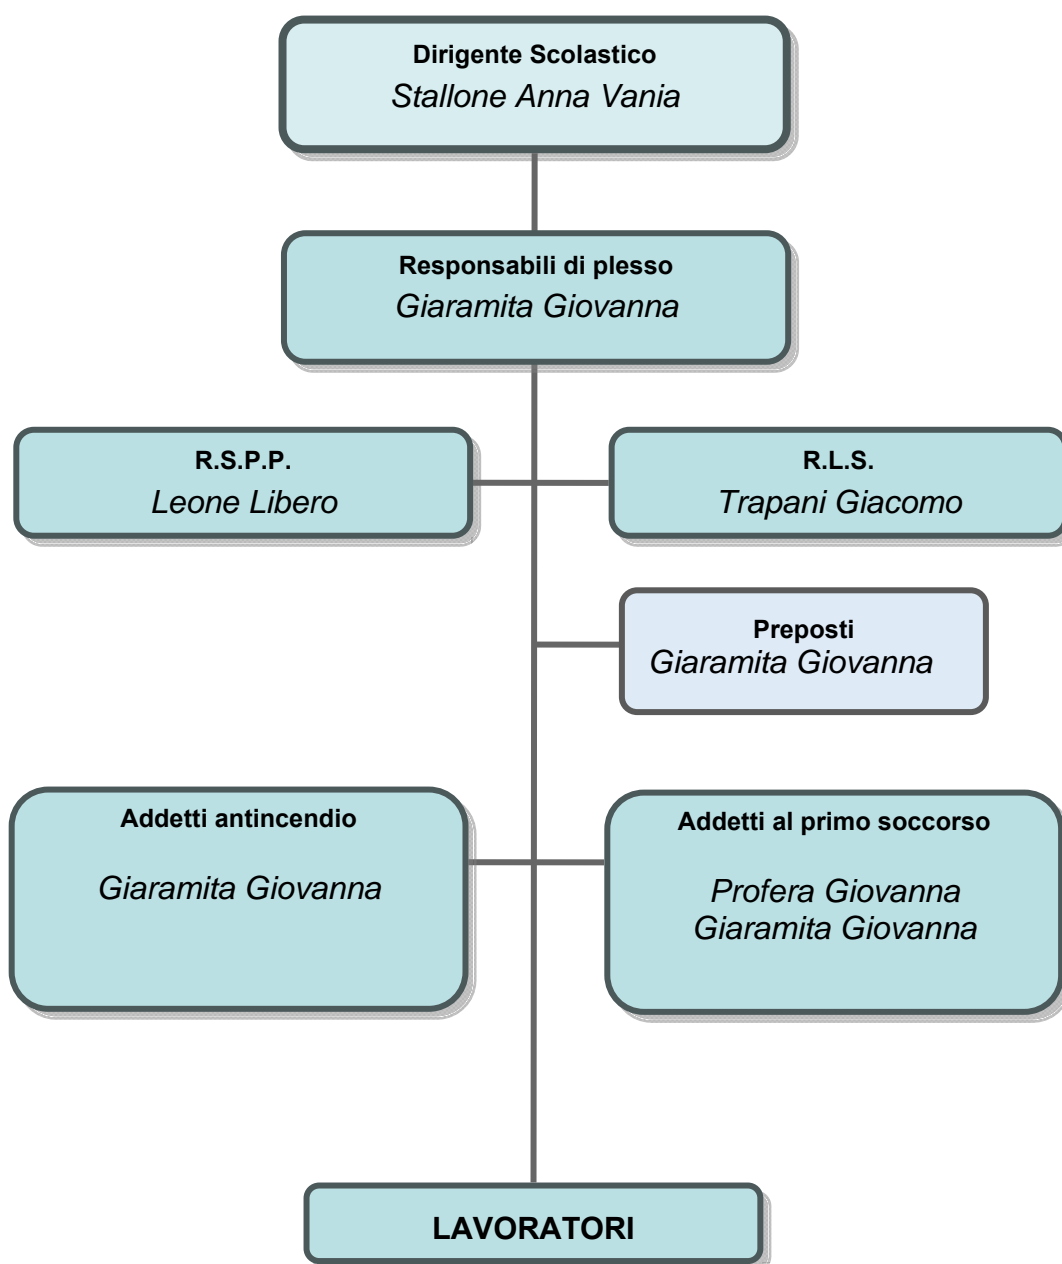 Dirigente Scolastico
Stallone Anna Vania
Responsabili di plesso
Giaramita Giovanna
R.S.P.P.
Leone Libero
R.L.S.
Trapani Giacomo
Preposti
Giaramita Giovanna
Addetti antincendio
Giaramita Giovanna
Addetti al primo soccorso
Profera Giovanna
Giaramita Giovanna
LAVORATORI